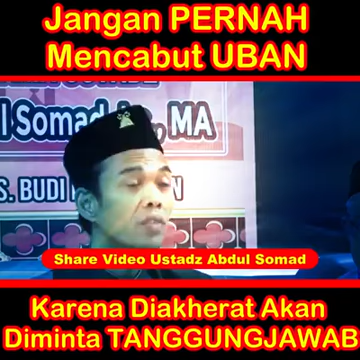 Jangan PERNAH
Mencabut UBAN
l Somad MA
S. BUDI
Share Video Ustadz Abdul Somad
Karena Diakherat Akan
Diminta TANGGUNGJAWAB